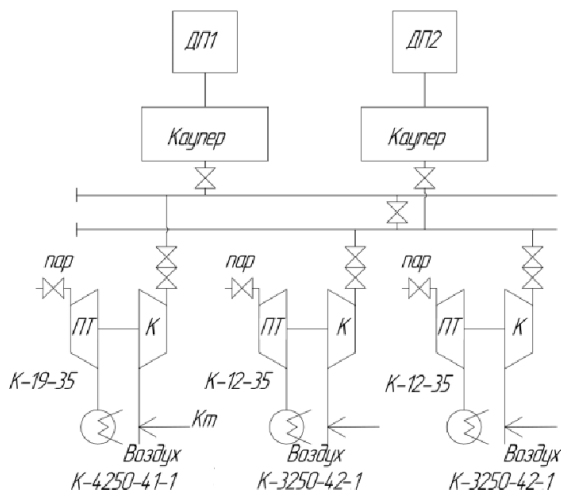 ДП1
ДП2
Каупер
Каупер
пар
пар
пар
ПТ
К
ПТ
К
ПТ
К
К-19-35
К-12-35
К-12-35
Кт
Воздух
Воздух
Воздух
К-4250-41-1
К-3250-42-1
К-3250-42-1